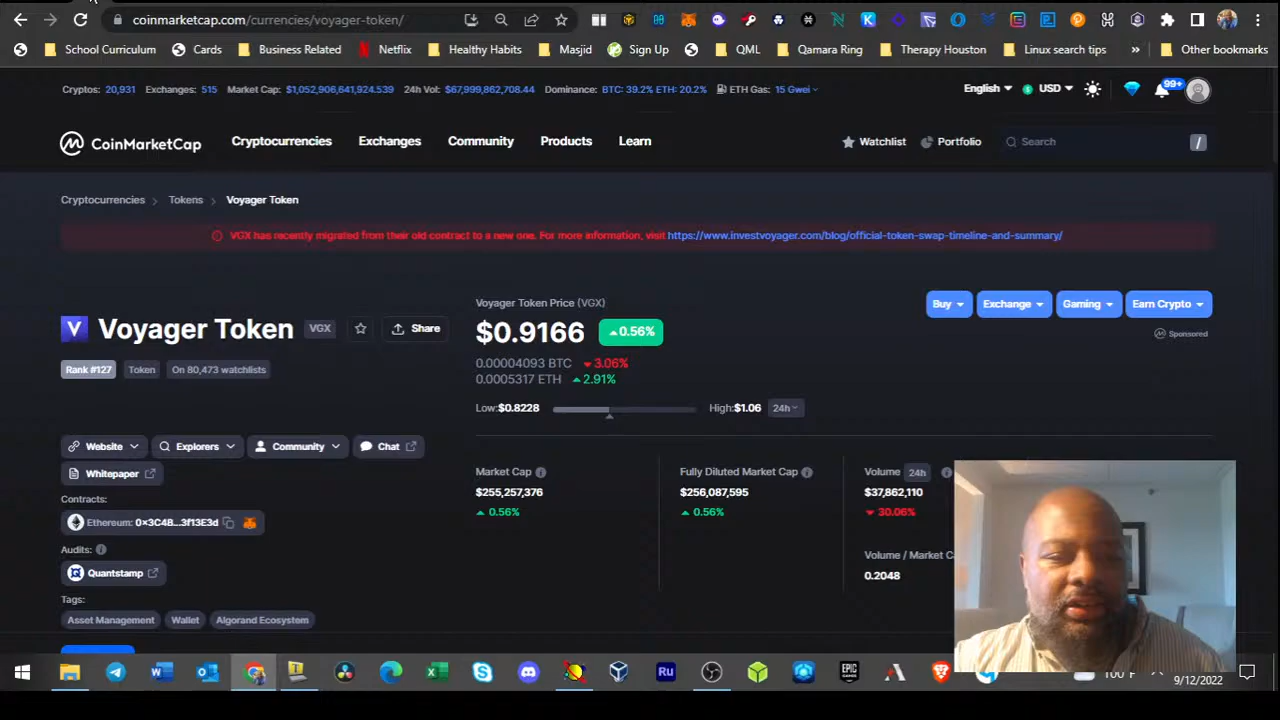 coinmarketcap.com/currencies/voyager-token/
School Curriculum Cards Business Related Netflix Healthy Habits Masjid Sign Up QML Qamara Ring Therapy Houston Linux search tips » Other bookmarks
Cryptos: 20,931 Exchanges: 515 Market Cap: $1,052,906,641,924.539 24h Vol: $67,999,862,708.44 Dominance: BTC: 39.2% ETH: 20.2% ETH Gas: 15 Gwei English USD 99+
CoinMarketCap Cryptocurrencies Exchanges Community Products Learn Watchlist Portfolio Search /
Cryptocurrencies > Tokens > Voyager Token
VGX has recently migrated from their old contract to a new one. For more information, visit https://www.investvoyager.com/blog/official-token-swap-timeline-and-summary/
Voyager Token Price (VGX)
Buy Exchange Gaming Earn Crypto
V Voyager Token VGX Share
$0.9166 0.56%
Sponsored
0.00004093 BTC 3.06%
Rank #127 Token On 80,473 watchlists
0.0005317 ETH 2.91%
Low: $0.8228 High: $1.06 24h
Website Explorers Community Chat
Whitepaper
Market Cap Fully Diluted Market Cap Volume 24h
$255,257,376 $256,087,595 $37,862,110
0.56% 0.56% 30.06%
Contracts:
Ethereum: 0x3C4B...3f13E3d
Audits:
Volume / Market
Quantstamp
0.2048
Tags:
Asset Management Wallet Algorand Ecosystem
Ru EPIC GAMES
9/12/2022